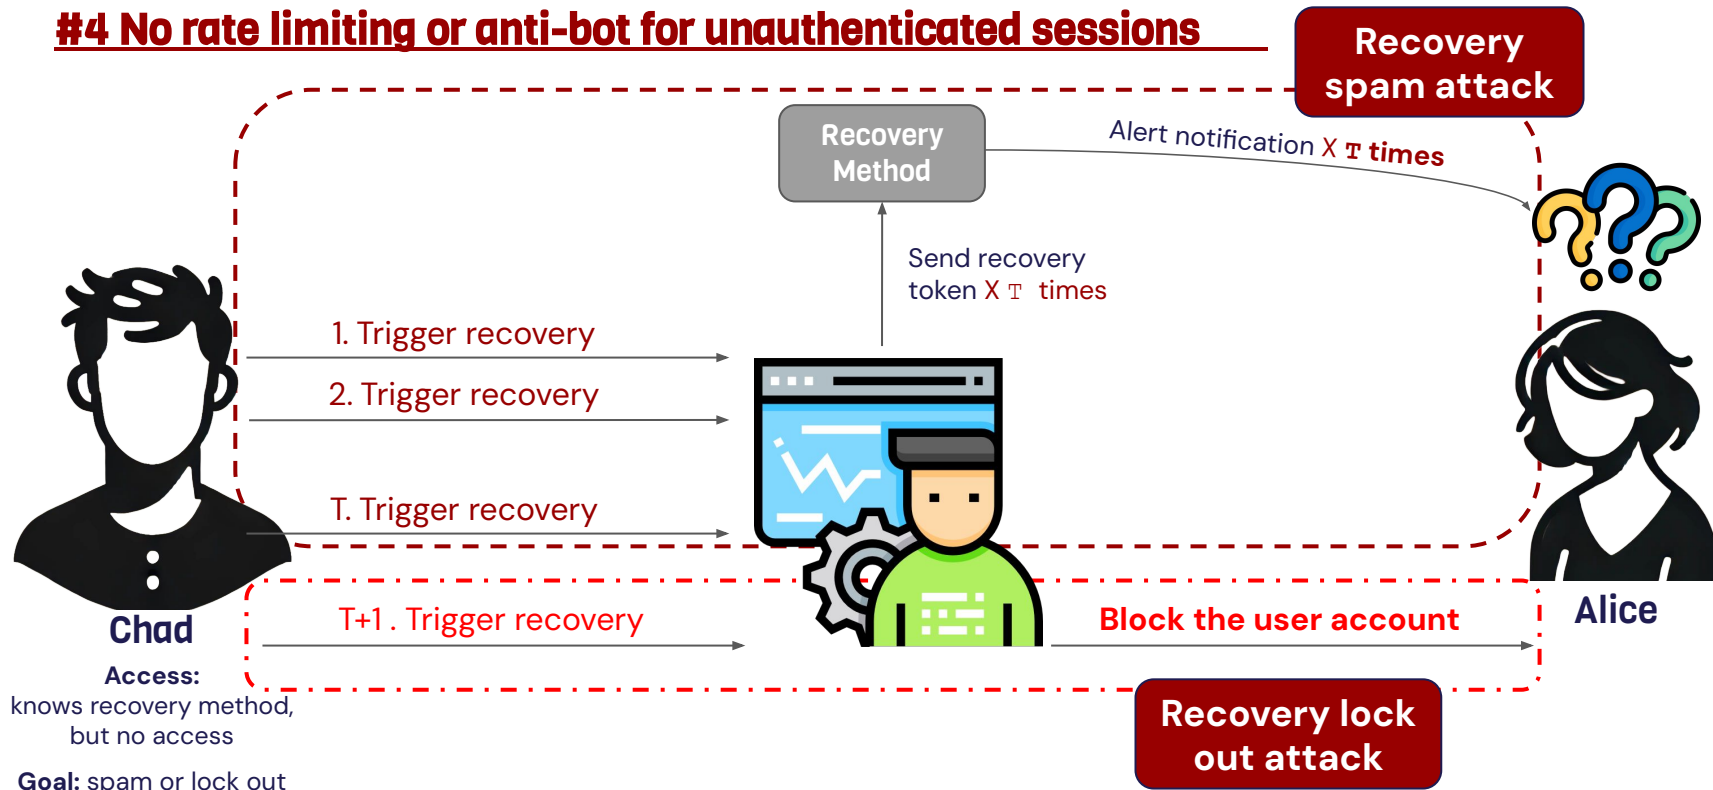 #4 No rate limiting or anti-bot for unauthenticated sessions
Recovery
spam attack
Recovery
Method
Alert notification X T times
Send recovery
token X T times
1. Trigger recovery
2. Trigger recovery
T. Trigger recovery
T+1 . Trigger recovery
Block the user account
Chad
Alice
Access:
knows recovery method,
but no access
Goal: spam or lock out
Recovery lock
out attack